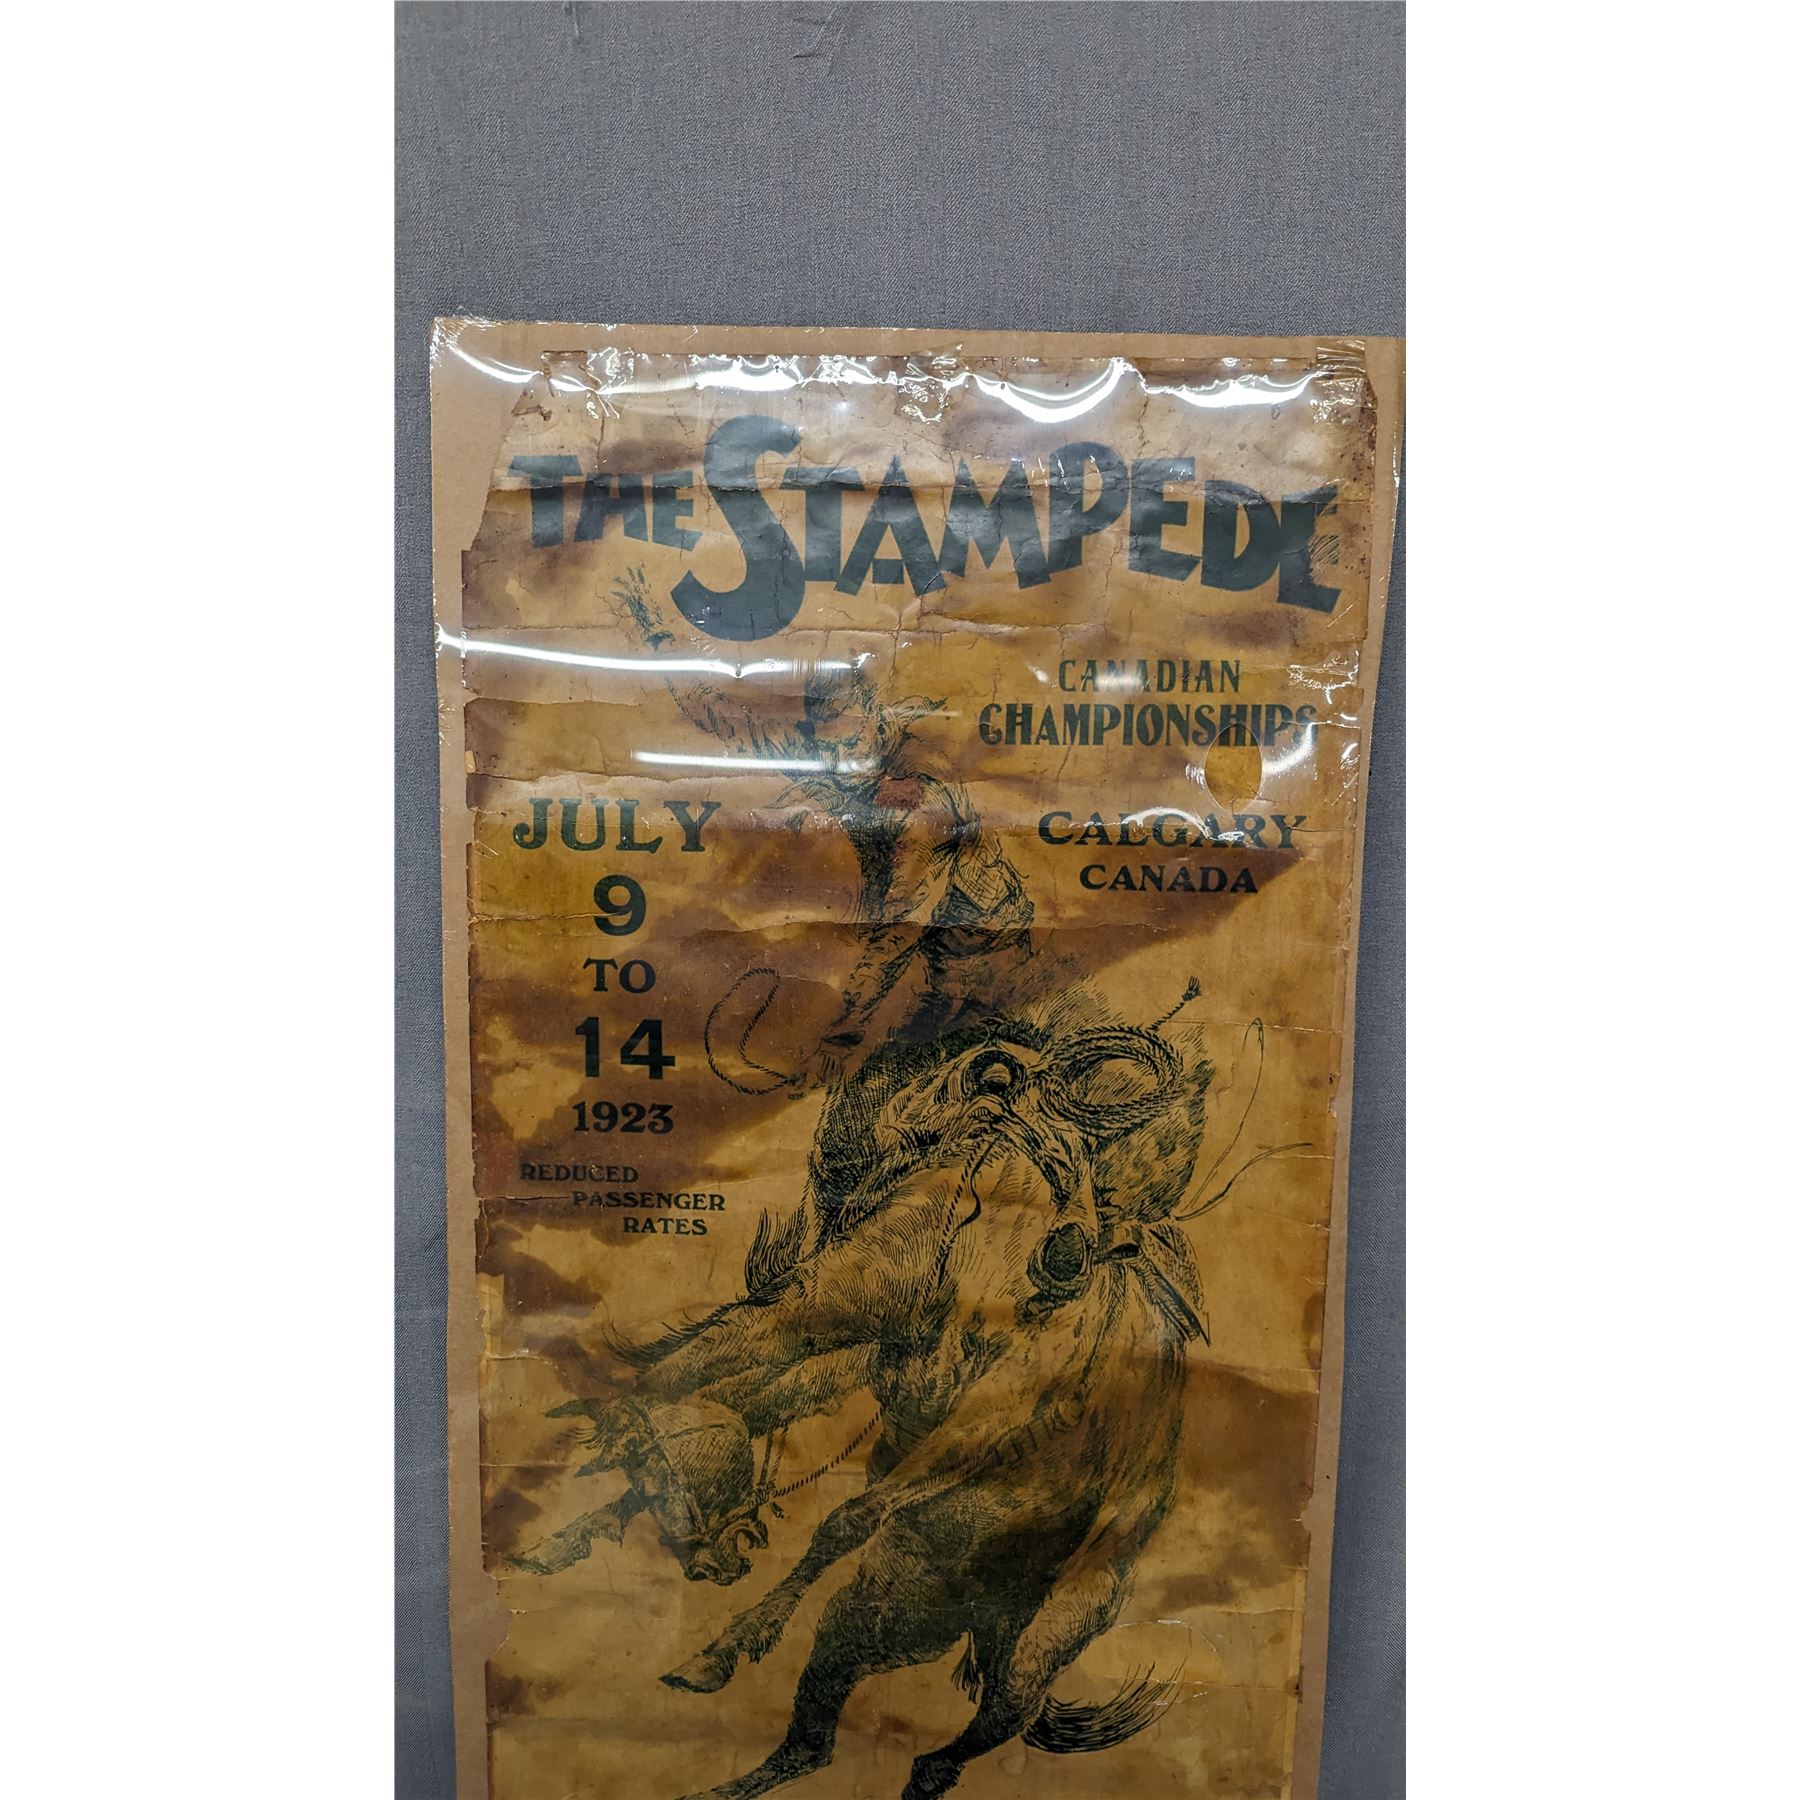 THE STAMPEDE
CANADIAN
CHAMPIONSHIPS
JULY
9
TO
14
1923
CALGARY
CANADA
REDUCED
PASSENGER
RATES